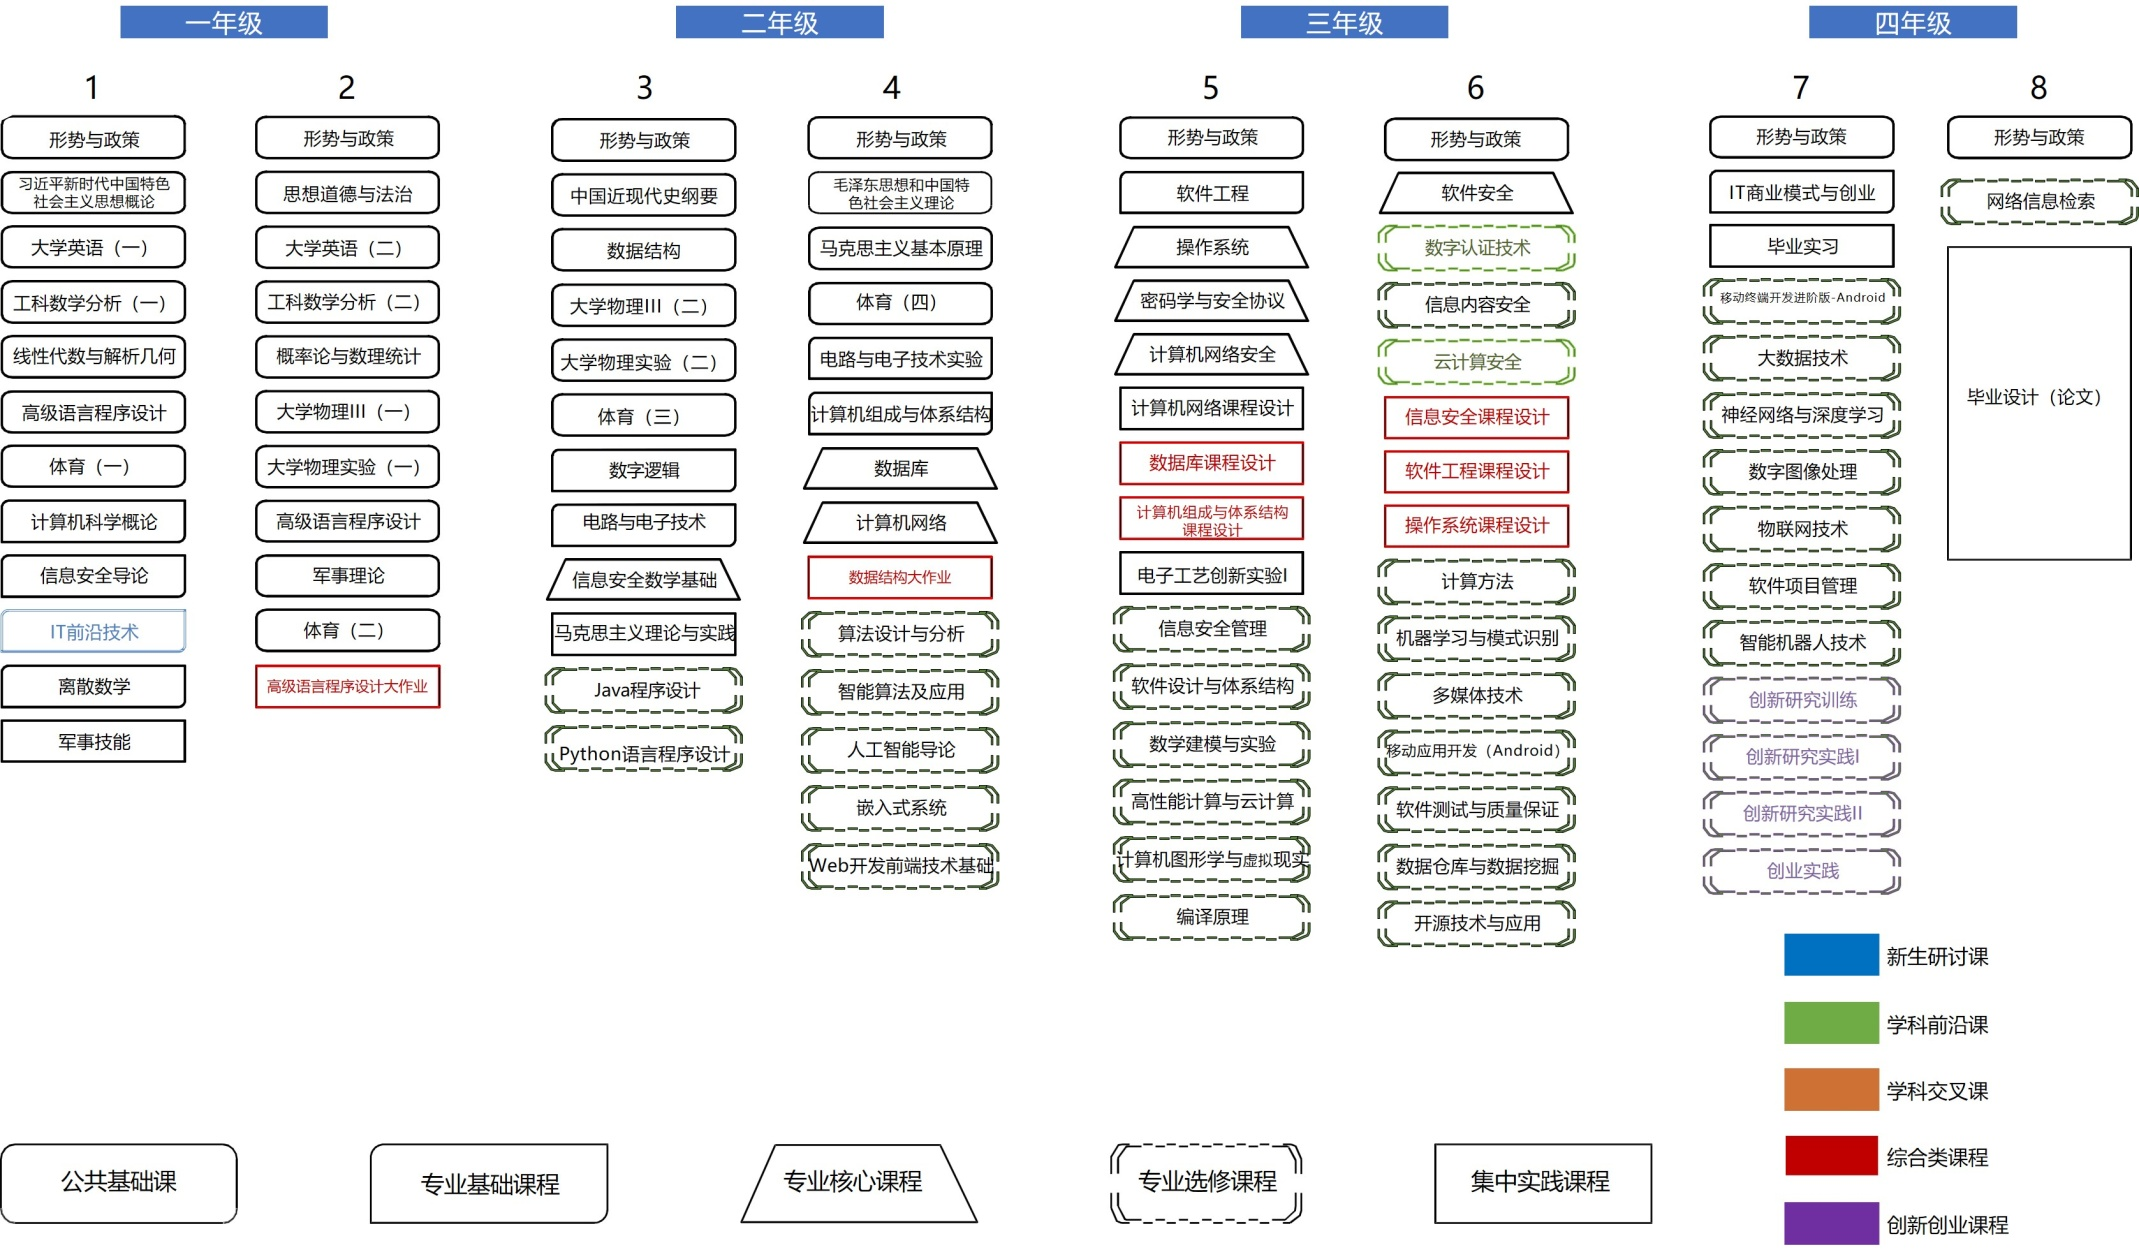 一年级
二年级
三年级
四年级
1
2
3
4
5
6
7
8
形势与政策
习近平新时代中国特色
社会主义思想概论
大学英语（一）
工科数学分析（一）
线性代数与解析几何
高级语言程序设计
体育（一）
计算机科学概论
信息安全导论
IT前沿技术
离散数学
军事技能
形势与政策
思想道德与法治
大学英语（二）
工科数学分析（二）
概率论与数理统计
大学物理III（一）
大学物理实验（一）
高级语言程序设计
军事理论
体育（二）
高级语言程序设计大作业
形势与政策
中国近现代史纲要
数据结构
大学物理III（二）
大学物理实验（二）
体育（三）
数字逻辑
电路与电子技术
信息安全数学基础
马克思主义理论与实践
Java程序设计
Python语言程序设计
形势与政策
毛泽东思想和中国特
色社会主义理论
马克思主义基本原理
体育（四）
电路与电子技术实验
计算机组成与体系结构
数据库
计算机网络
数据结构大作业
算法设计与分析
智能算法及应用
人工智能导论
嵌入式系统
Web开发前端技术基础
形势与政策
软件工程
操作系统
密码学与安全协议
计算机网络安全
计算机网络课程设计
数据库课程设计
计算机组成与体系结构
课程设计
电子工艺创新实验I
信息安全管理
软件设计与体系结构
数学建模与实验
高性能计算与云计算
计算机图形学与虚拟现实
编译原理
形势与政策
软件安全
数字认证技术
信息内容安全
云计算安全
信息安全课程设计
软件工程课程设计
操作系统课程设计
计算方法
机器学习与模式识别
多媒体技术
移动应用开发（Android）
软件测试与质量保证
数据仓库与数据挖掘
开源技术与应用
形势与政策
IT商业模式与创业
毕业实习
移动终端开发进阶版-Android
大数据技术
神经网络与深度学习
数字图像处理
物联网技术
软件项目管理
智能机器人技术
创新研究训练
创新研究实践I
创新研究实践II
创业实践
形势与政策
网络信息检索
毕业设计（论文）
新生研讨课
学科前沿课
学科交叉课
综合类课程
创新创业课程
公共基础课
专业基础课程
专业核心课程
专业选修课程
集中实践课程